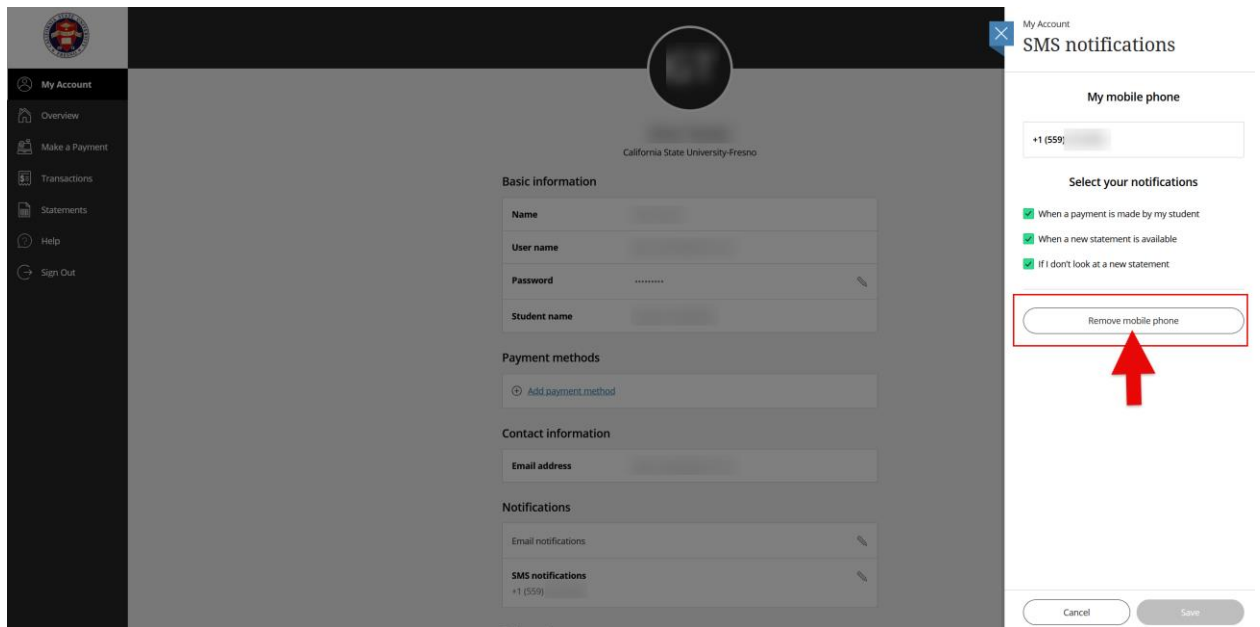 My Account
Overview
Make a Payment
Transactions
Statements
Help
Sign Out
California State University-Fresno
Basic information
Name
User name
Password •••••••••
Student name
Payment methods
Add payment method
Contact information
Email address
Notifications
Email notifications
SMS notifications
+1 (559)
My Account
SMS notifications
My mobile phone
+1 (559)
Select your notifications
When a payment is made by my student
When a new statement is available
If I don't look at a new statement
Remove mobile phone
Cancel Save